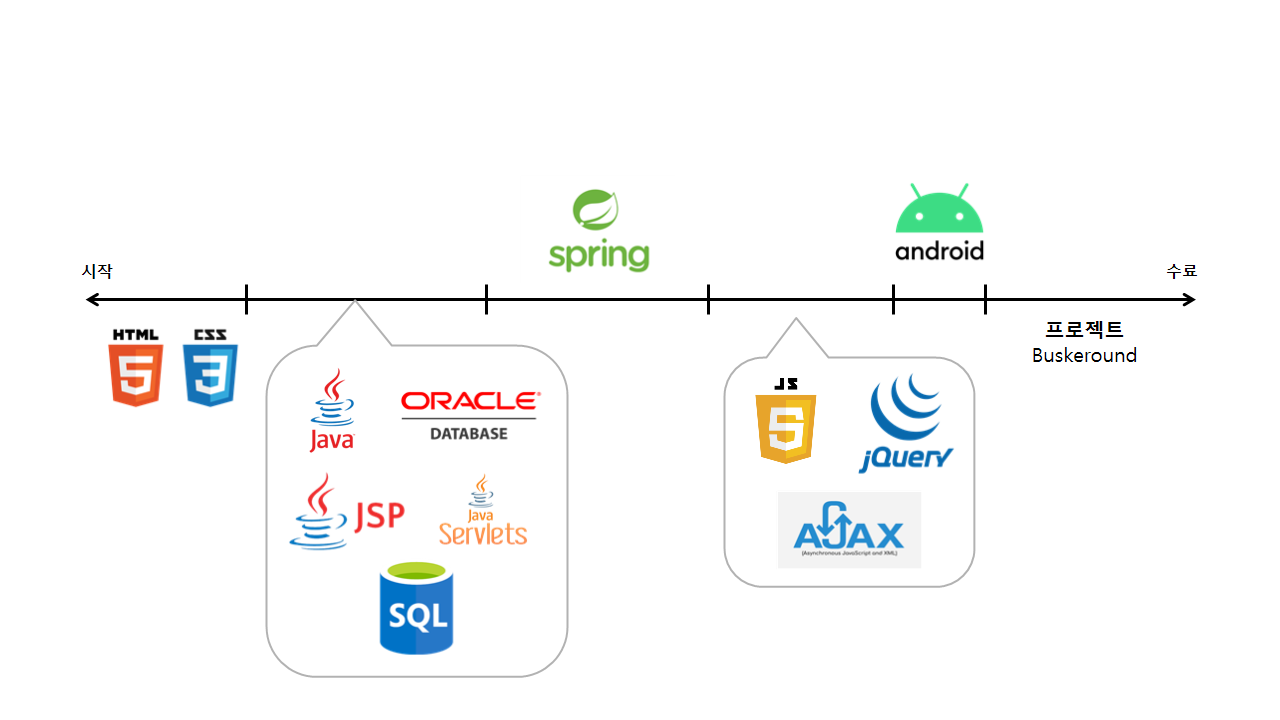 spring
android
시작
수료
HTML
5
CSS
3
프로젝트
Buskeround
Java
ORACLE®
DATABASE
JSP
Java
Servlets
SQL
JS
5
jQuery
AJAX
(Asynchroneus JavaScript and XML)